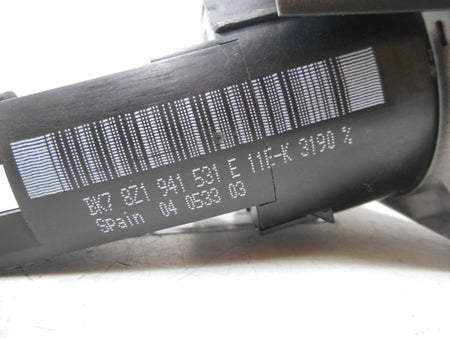 BK7 8Z1 941 531 E 11E-K 3190 %
SPain 04 0533 03